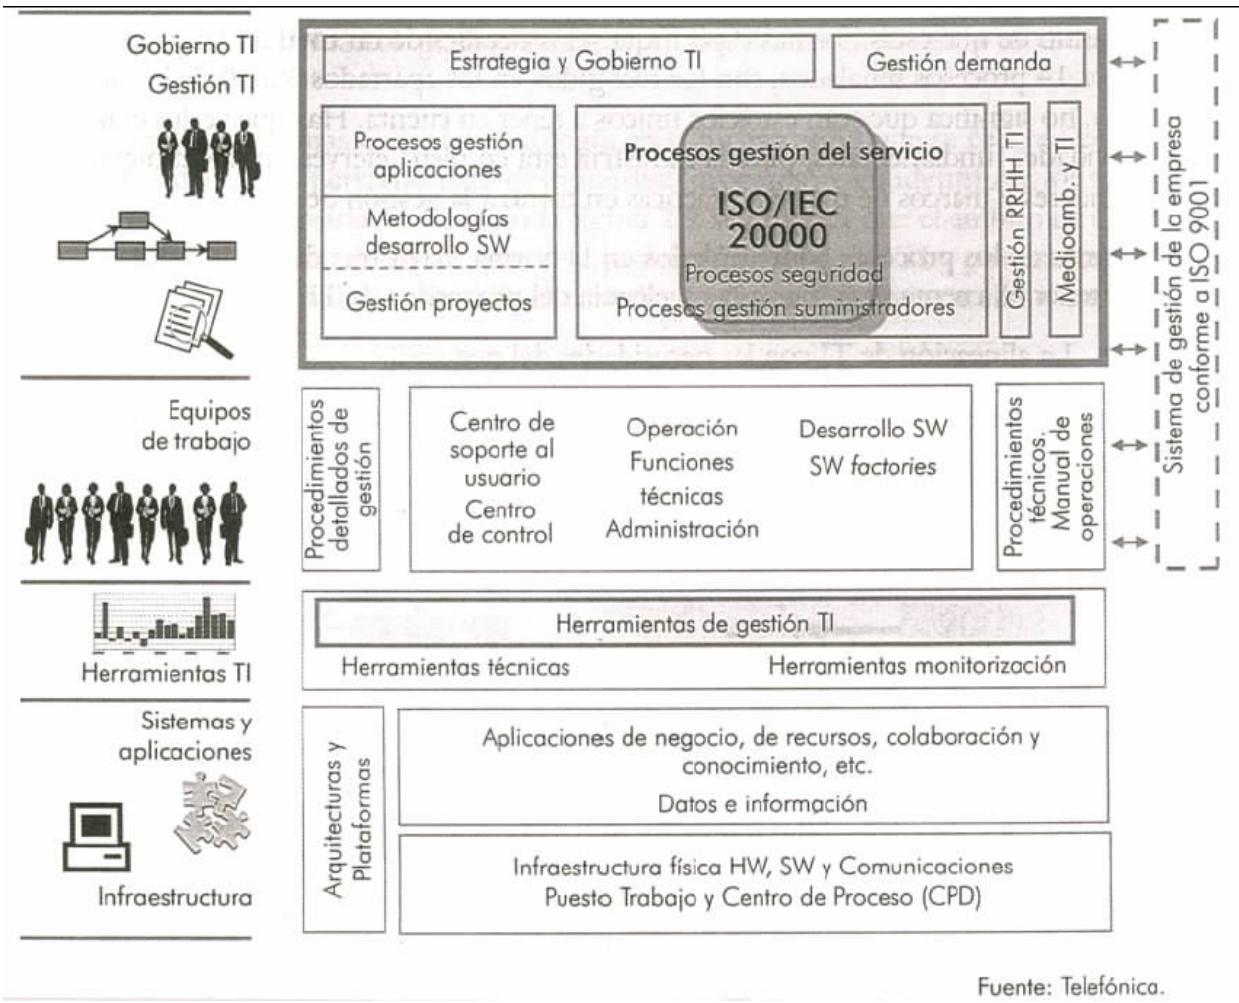 Gobierno TI
Gestión TI
Estrategia y Gobierno TI
Gestión demanda
Procesos gestión
aplicaciones
Metodologías
desarrollo SW
Gestión proyectos
Procesos gestión del servicio
ISO/IEC
20000
Procesos seguridad
Procesos gestión suministradores
Gestión RRHH TI
Medioamb. y TI
Sistema de gestión de la empresa
conforme a ISO 9001
Equipos
de trabajo
Procedimientos
detallados de
gestión
Centro de
soporte al
usuario
Centro
de control
Operación
Funciones
técnicas
Administración
Desarrollo SW
SW factories
Procedimientos
técnicos.
Manual de
operaciones
Herramientas TI
Herramientas de gestión TI
Herramientas técnicas
Herramientas monitorización
Sistemas y
aplicaciones
Infraestructura
Arquitecturas y
Plataformas
Aplicaciones de negocio, de recursos, colaboración y
conocimiento, etc.
Datos e información
Infraestructura física HW, SW y Comunicaciones
Puesto Trabajo y Centro de Proceso (CPD)
Fuente: Telefónica.